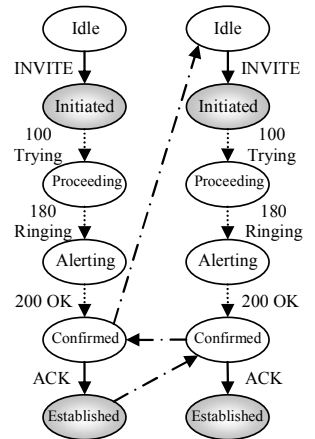 Idle
INVITE
Initiated
100
Trying
Proceeding
180
Ringing
Alerting
200 OK
Confirmed
ACK
Established
Idle
INVITE
Initiated
100
Trying
Proceeding
180
Ringing
Alerting
200 OK
Confirmed
ACK
Established